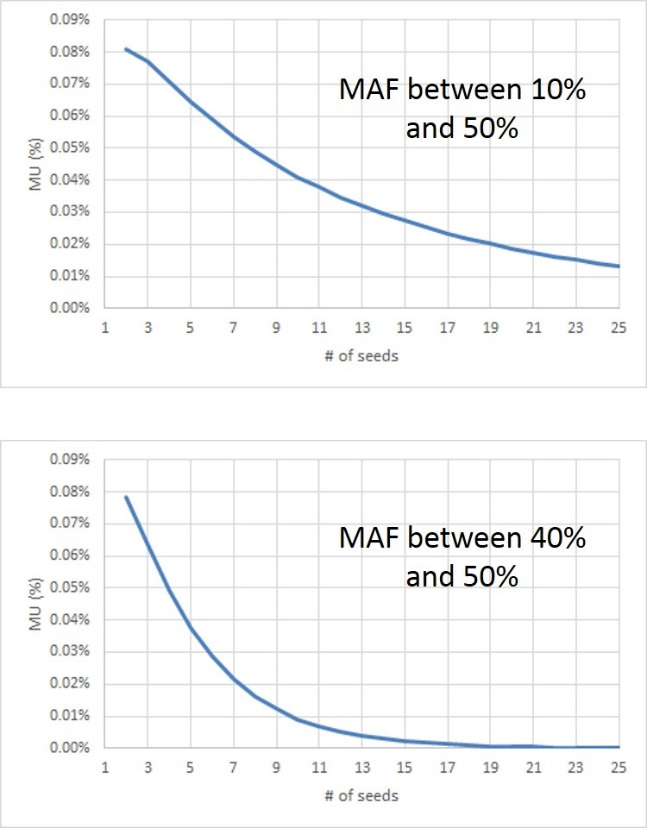 0.09%
0.08%
0.07%
0.06%
0.05%
0.04%
0.03%
0.02%
0.01%
0.00%
MU (%)
MAF between 10%
and 50%
1 3 5 7 9 11 13 15 17 19 21 23 25
# of seeds
0.09%
0.08%
0.07%
0.06%
0.05%
0.04%
0.03%
0.02%
0.01%
0.00%
MU (%)
MAF between 40%
and 50%
1 3 5 7 9 11 13 15 17 19 21 23 25
# of seeds